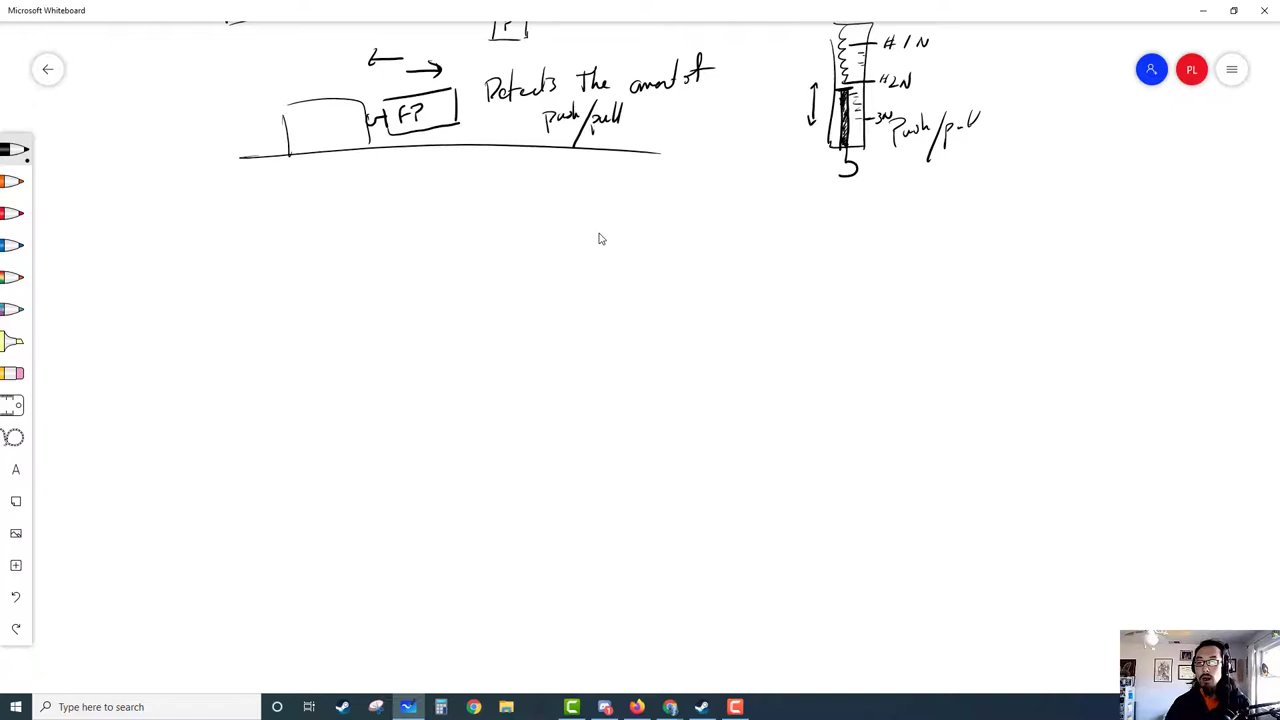 Microsoft Whiteboard
P
#1N
#2N
3N
FP
Detects the amount of
push/pull
Push/pull
5
A
PL
Type here to search